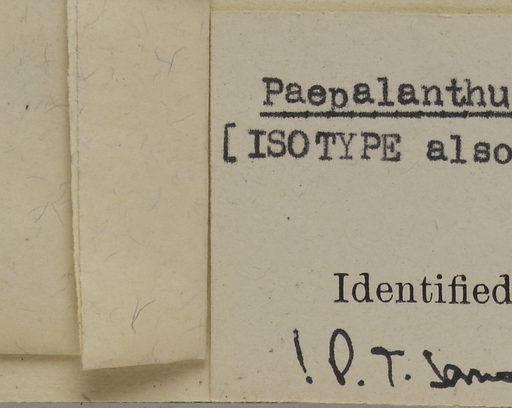 Paepalanthu
[ISOTYPE also
Identified
! P. T.